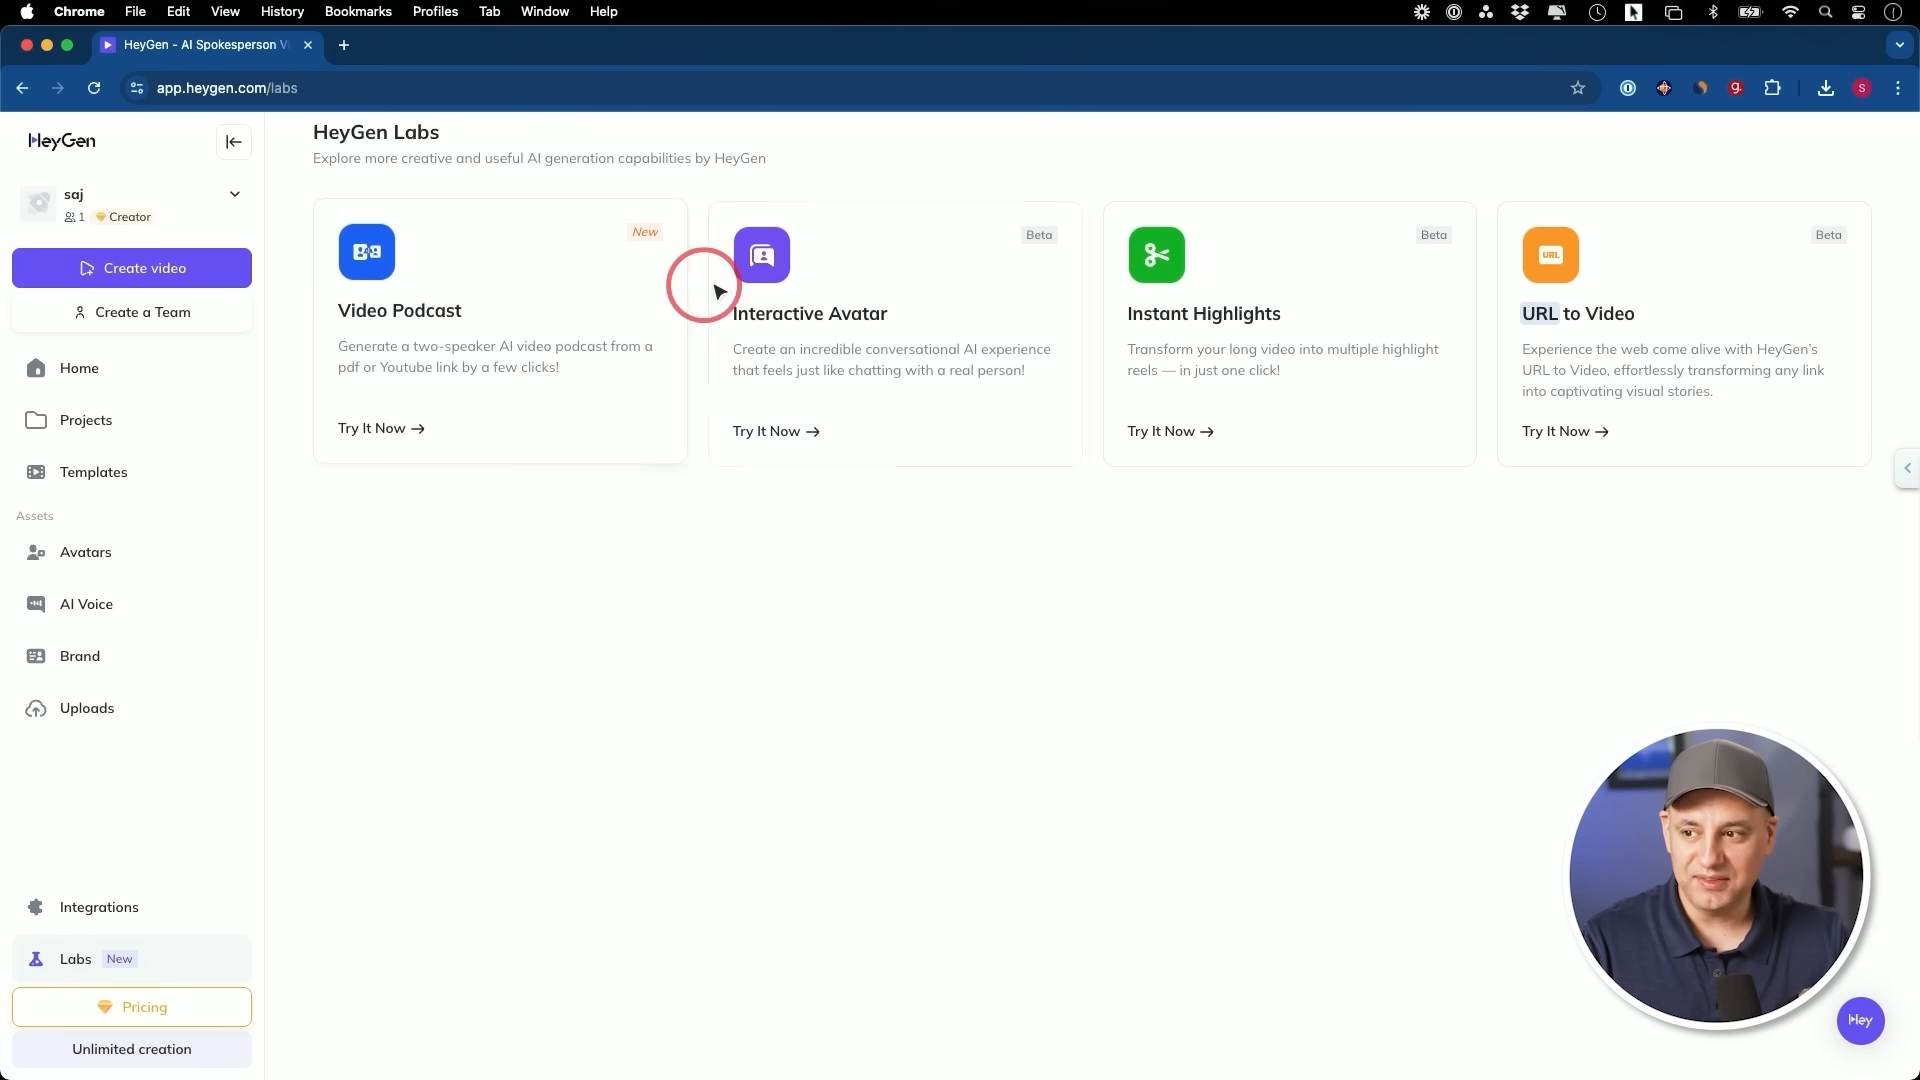 Chrome File Edit View History Bookmarks Profiles Tab Window Help
HeyGen - AI Spokesperson Vi
app.heygen.com/labs
g.
S
HeyGen
saj
1 Creator
Create video
Create a Team
Home
Projects
Templates
Assets
Avatars
AI Voice
Brand
Uploads
Integrations
Labs New
Pricing
Unlimited creation
HeyGen Labs
Explore more creative and useful AI generation capabilities by HeyGen
New
Video Podcast
Generate a two-speaker AI video podcast from a
pdf or Youtube link by a few clicks!
Try It Now →
Beta
Interactive Avatar
Create an incredible conversational AI experience
that feels just like chatting with a real person!
Try It Now →
Beta
Instant Highlights
Transform your long video into multiple highlight
reels — in just one click!
Try It Now →
URL
Beta
URL to Video
Experience the web come alive with HeyGen's
URL to Video, effortlessly transforming any link
into captivating visual stories.
Try It Now →
Hey